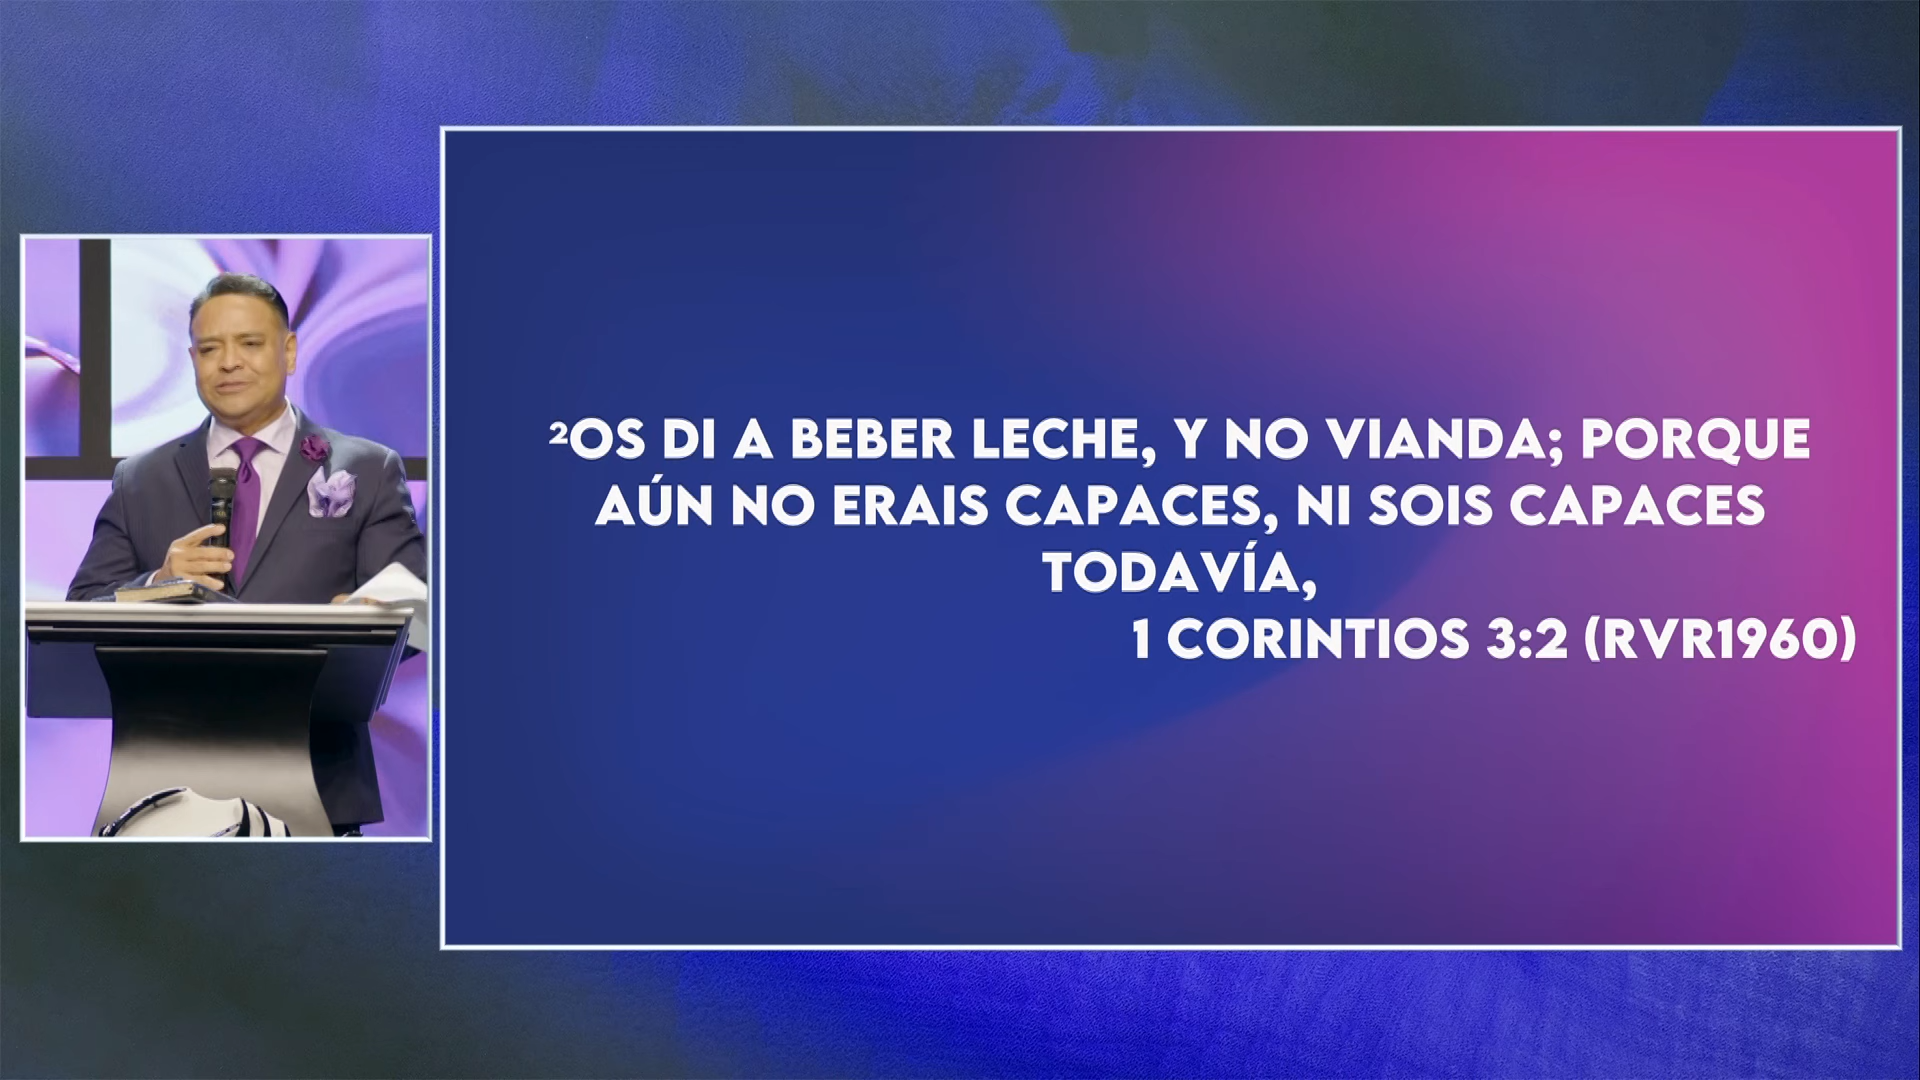 ²OS DI A BEBER LECHE, Y NO VIANDA; PORQUE
AÚN NO ERAIS CAPACES, NI SOIS CAPACES
TODAVÍA,
1 CORINTIOS 3:2 (RVR1960)